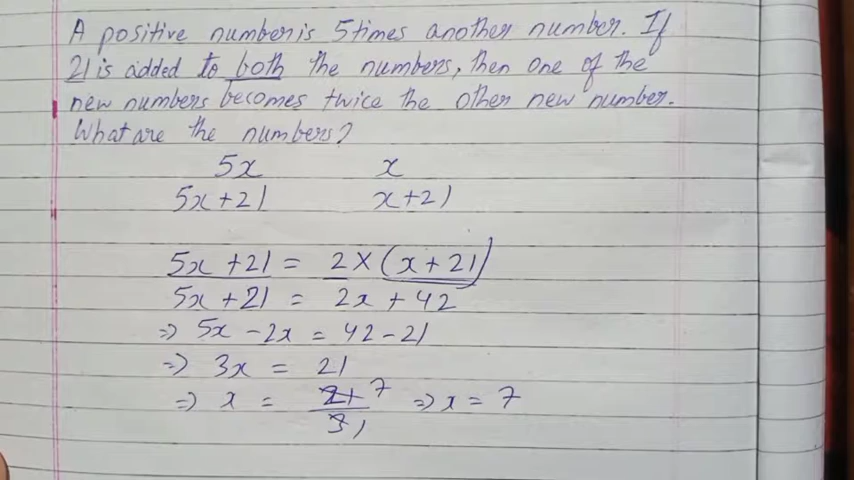 A positive number is 5 times another number. If
21 is added to both the numbers, then one of the
new numbers becomes twice the other new number.
What are the numbers?
5x x
5x+21 x+21
5x +21 = 2 × (x+21)
5x +21 = 2x +42
⇒ 5x -2x = 42-21
⇒ 3x = 21
⇒ x = 21/3 7 1 ⇒ x = 7